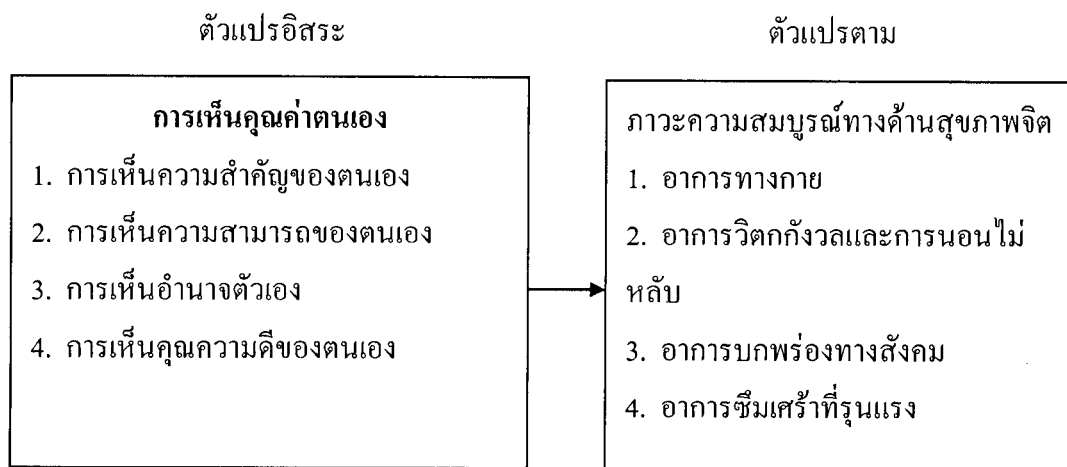 ตัวแปรอิสระ
ตัวแปรตาม
การเห็นคุณค่าตนเอง
1. การเห็นความสำคัญของตนเอง
2. การเห็นความสามารถของตนเอง
3. การเห็นอำนาจตัวเอง
4. การเห็นคุณความดีของตนเอง
ภาวะความสมบูรณ์ทางด้านสุขภาพจิต
1. อาการทางกาย
2. อาการวิตกกังวลและการนอนไม่
หลับ
3. อาการบกพร่องทางสังคม
4. อาการซึมเศร้าที่รุนแรง